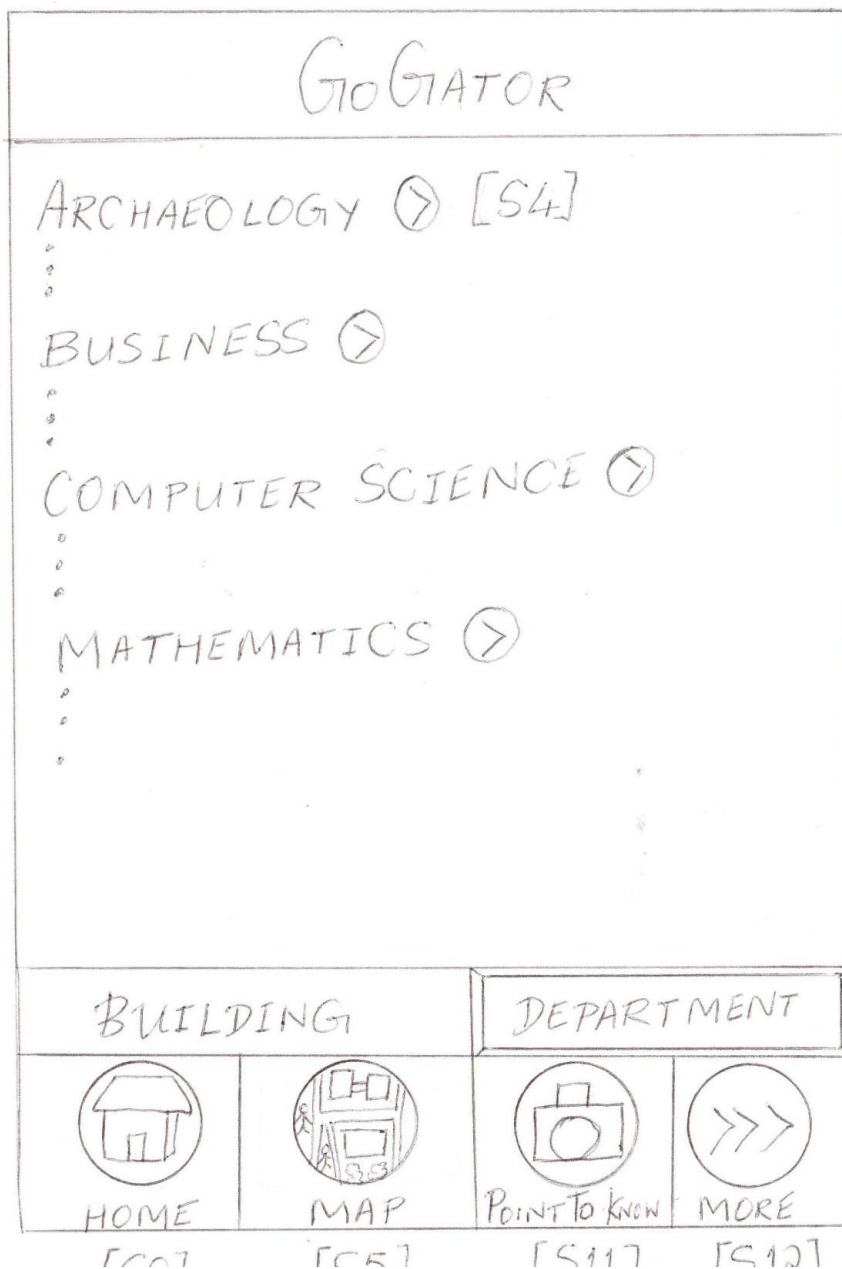 GoGATOR
ARCHAEOLOGY > [S4]
BUSINESS >
COMPUTER SCIENCE >
MATHEMATICS >
BUILDING DEPARTMENT
>>>
HOME MAP POINT TO KNOW MORE
[S5] [S11] [S12]